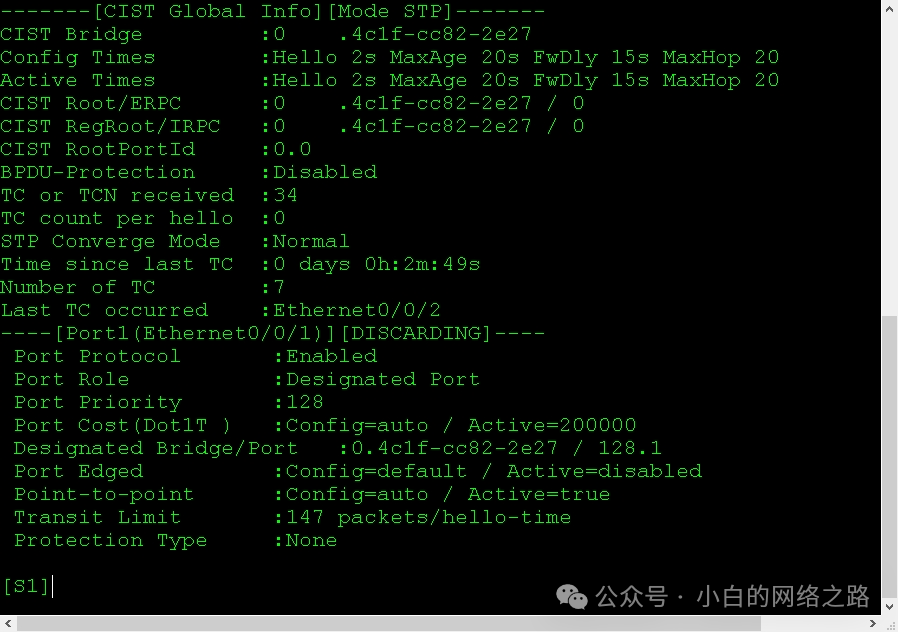 -------[CIST Global Info][Mode STP]-------
CIST Bridge         :0    .4c1f-cc82-2e27
Config Times        :Hello 2s MaxAge 20s FwDly 15s MaxHop 20
Active Times        :Hello 2s MaxAge 20s FwDly 15s MaxHop 20
CIST Root/ERPC      :0    .4c1f-cc82-2e27 / 0
CIST RegRoot/IRPC   :0    .4c1f-cc82-2e27 / 0
CIST RootPortId     :0.0
BPDU-Protection     :Disabled
TC or TCN received  :34
TC count per hello  :0
STP Converge Mode   :Normal
Time since last TC  :0 days 0h:2m:49s
Number of TC        :7
Last TC occurred    :Ethernet0/0/2
----[Port1(Ethernet0/0/1)][DISCARDING]----
 Port Protocol       :Enabled
 Port Role           :Designated Port
 Port Priority       :128
 Port Cost(Dot1T )   :Config=auto / Active=200000
 Designated Bridge/Port   :0.4c1f-cc82-2e27 / 128.1
 Port Edged          :Config=default / Active=disabled
 Point-to-point      :Config=auto / Active=true
 Transit Limit       :147 packets/hello-time
 Protection Type     :None
[S1]
公众号 · 小白的网络之路